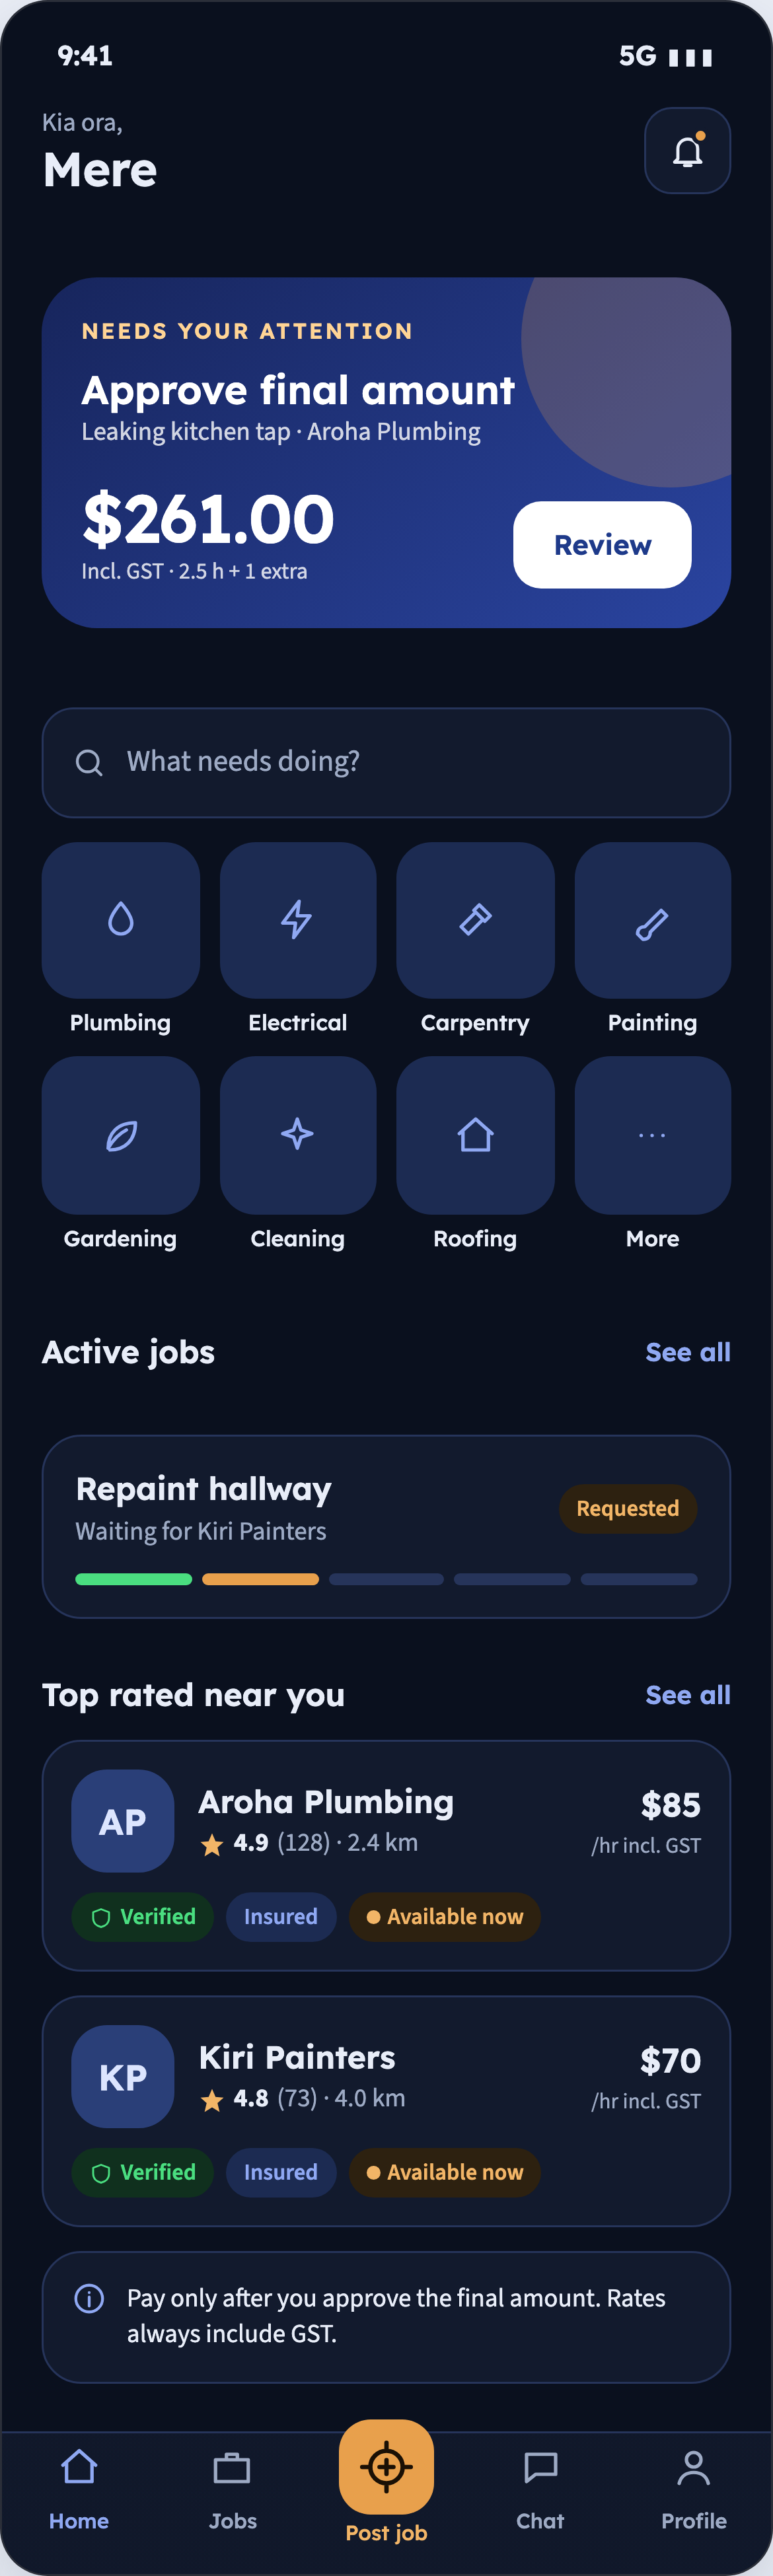 9:41
5G
Kia ora,
Mere
NEEDS YOUR ATTENTION
Approve final amount
Leaking kitchen tap · Aroha Plumbing
$261.00
Incl. GST · 2.5 h + 1 extra
Review
What needs doing?
Plumbing
Electrical
Carpentry
Painting
Gardening
Cleaning
Roofing
More
Active jobs
See all
Repaint hallway
Waiting for Kiri Painters
Requested
Top rated near you
See all
AP
Aroha Plumbing
4.9 (128) · 2.4 km
$85
/hr incl. GST
Verified
Insured
Available now
KP
Kiri Painters
4.8 (73) · 4.0 km
$70
/hr incl. GST
Verified
Insured
Available now
Pay only after you approve the final amount. Rates
always include GST.
Home
Jobs
Post job
Chat
Profile